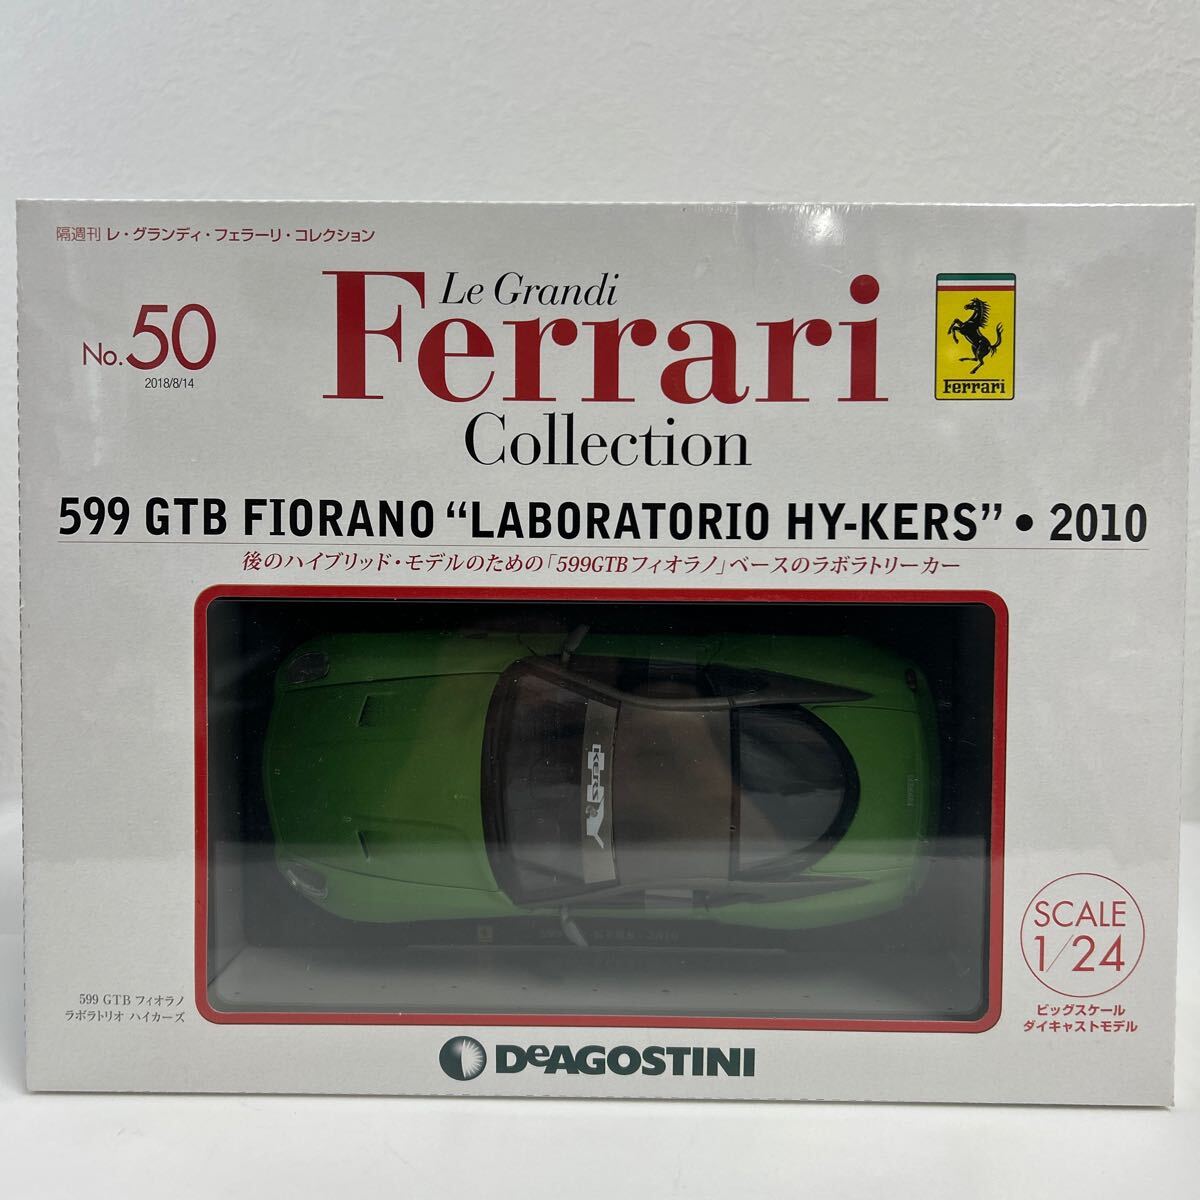 隔週刊 レ・グランディ・フェラーリ・コレクション
No.50
2018/8/14
Le Grandi
Ferrari
Collection
Ferrari
599 GTB FIORANO “LABORATORIO HY-KERS” • 2010
後のハイブリッド・モデルのための「599GTBフィオラノ」ベースのラボラトリーカー
KERS
599 GTB フィオラノ
ラボラトリオ ハイカーズ
SCALE
1/24
ビッグスケール
ダイキャストモデル
DeAGOSTINI